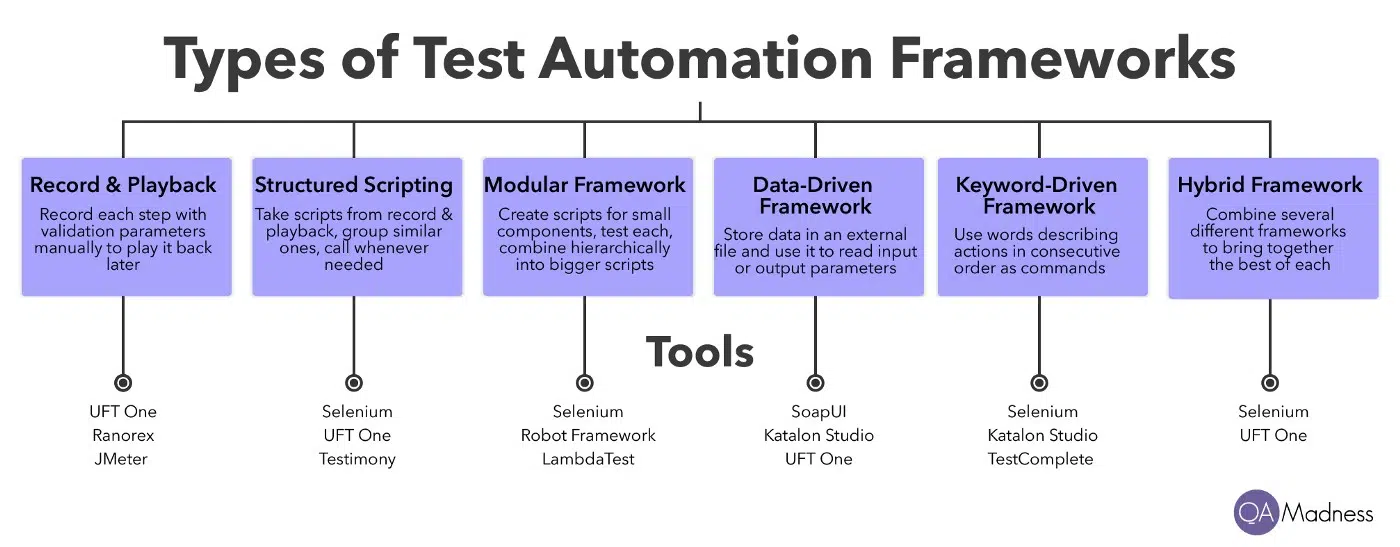 Types of Test Automation Frameworks
Record & Playback
Record each step with
validation parameters
manually to play it back
later
Structured Scripting
Take scripts from record &
playback, group similar
ones, call whenever
needed
Modular Framework
Create scripts for small
components, test each,
combine hierarchically
into bigger scripts
Data-Driven
Framework
Store data in an external
file and use it to read input
or output parameters
Keyword-Driven
Framework
Use words describing
actions in consecutive
order as commands
Hybrid Framework
Combine several
different frameworks
to bring together
the best of each
Tools
UFT One
Ranorex
JMeter
Selenium
UFT One
Testimony
Selenium
Robot Framework
LambdaTest
SoapUI
Katalon Studio
UFT One
Selenium
Katalon Studio
TestComplete
Selenium
UFT One
QA Madness